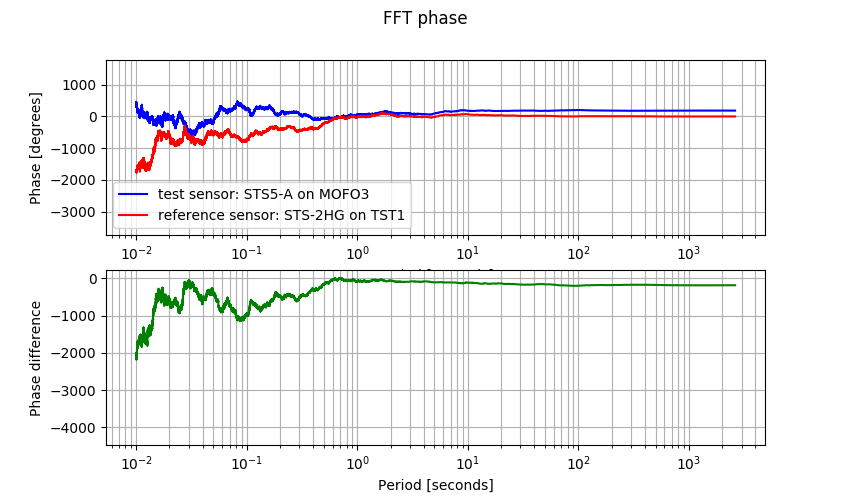 FFT phase
Phase [degrees]
1000
0
−1000
−2000
−3000
test sensor: STS5-A on MOFO3
reference sensor: STS-2HG on TST1
10⁻² 10⁻¹ 10⁰ 10¹ 10² 10³
Phase difference
0
−1000
−2000
−3000
−4000
10⁻² 10⁻¹ 10⁰ 10¹ 10² 10³
Period [seconds]